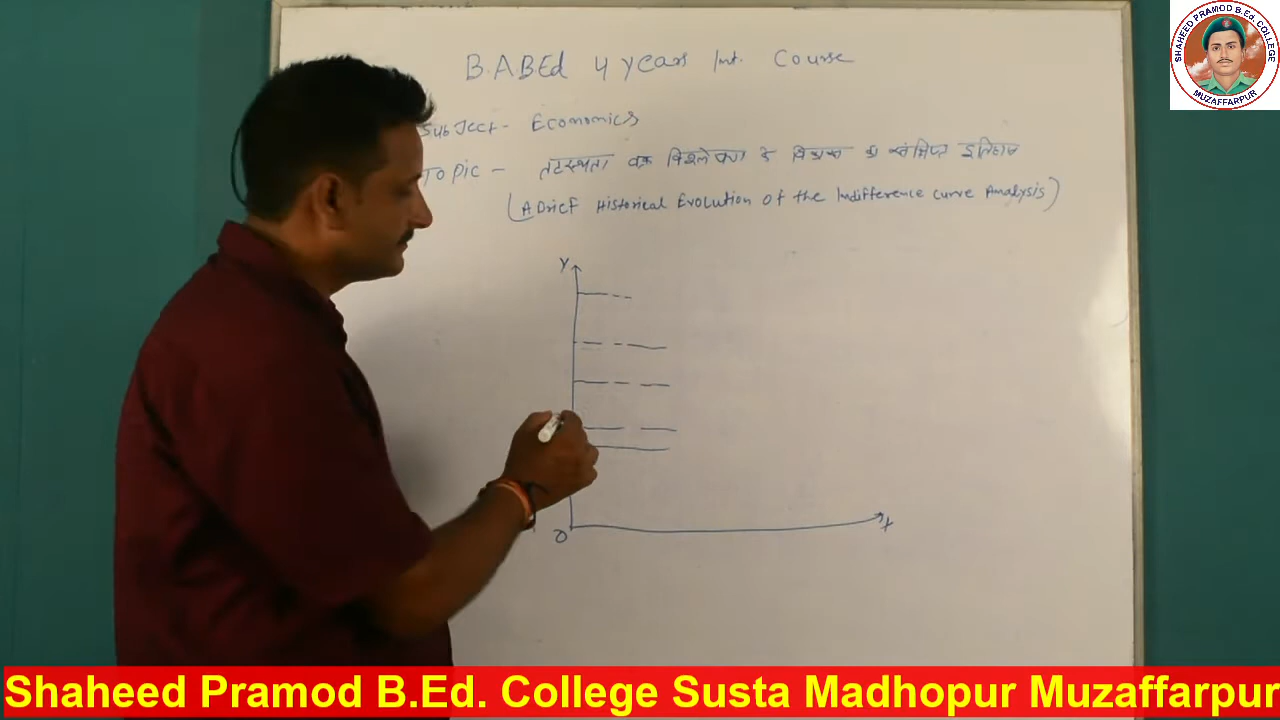 B.A B.Ed 4 years Int. Course
Subject - Economics
Topic - तटस्थता वक्र विश्लेषण के विकास का संक्षिप्त इतिहास
(A Brief Historical Evolution of the Indifference curve Analysis)
Y
O
X
SHAHEED PRAMOD B.Ed. COLLEGE
MUZAFFARPUR
Shaheed Pramod B.Ed. College Susta Madhopur Muzaffarpur